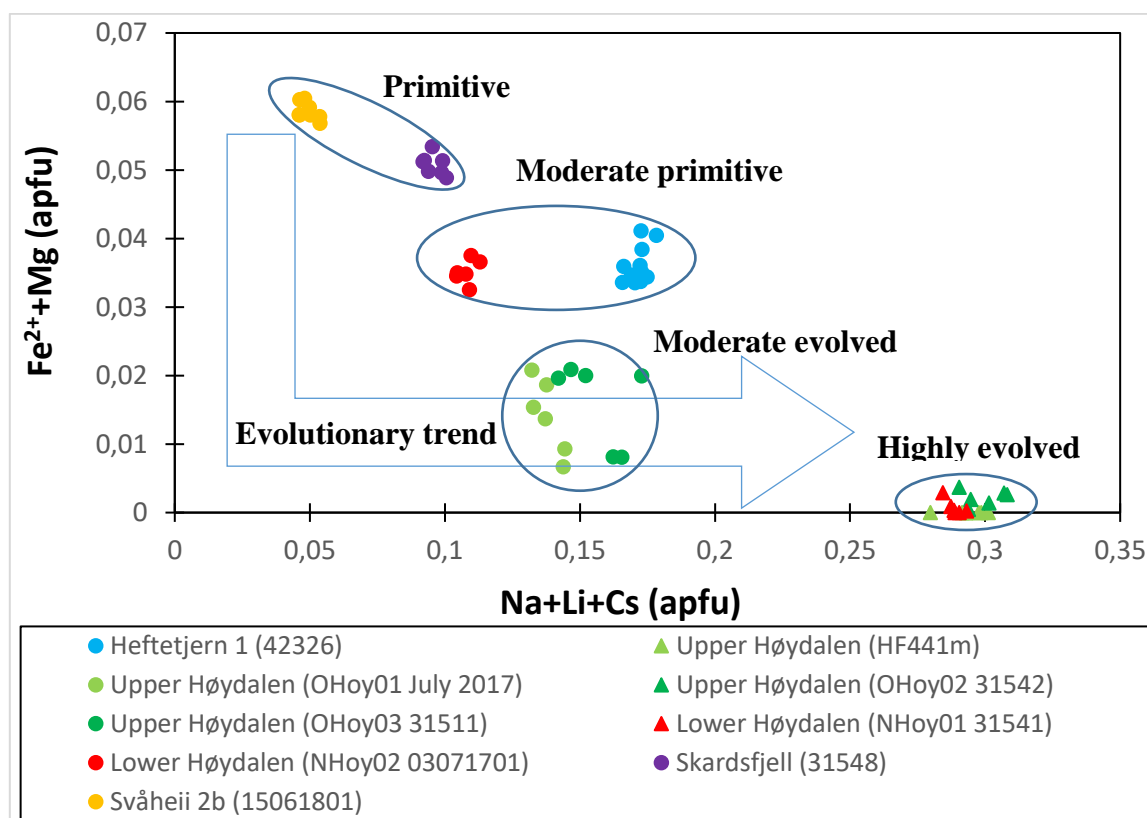 0,07
0,06
0,05
0,04
0,03
0,02
0,01
0
Fe²⁺+Mg (apfu)
Primitive
Moderate primitive
Moderate evolved
Evolutionary trend
Highly evolved
0 0,05 0,1 0,15 0,2 0,25 0,3 0,35
Na+Li+Cs (apfu)
Heftetjern 1 (42326) Upper Høydalen (HF441m)
Upper Høydalen (OHoy01 July 2017) Upper Høydalen (OHoy02 31542)
Upper Høydalen (OHoy03 31511) Lower Høydalen (NHoy01 31541)
Lower Høydalen (NHoy02 03071701) Skardsfjell (31548)
Svåheii 2b (15061801)